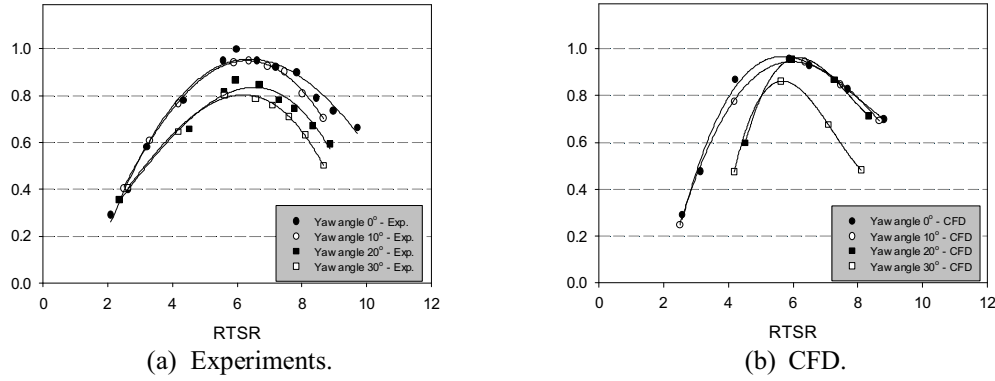 1.0
0.8
0.6
0.4
0.2
0.0
0 2 4 6 8 10 12
RTSR
Yaw angle 0° - Exp.
Yaw angle 10° - Exp.
Yaw angle 20° - Exp.
Yaw angle 30° - Exp.
(a) Experiments.
1.0
0.8
0.6
0.4
0.2
0.0
0 2 4 6 8 10 12
RTSR
Yaw angle 0° - CFD
Yaw angle 10° - CFD
Yaw angle 20° - CFD
Yaw angle 30° - CFD
(b) CFD.